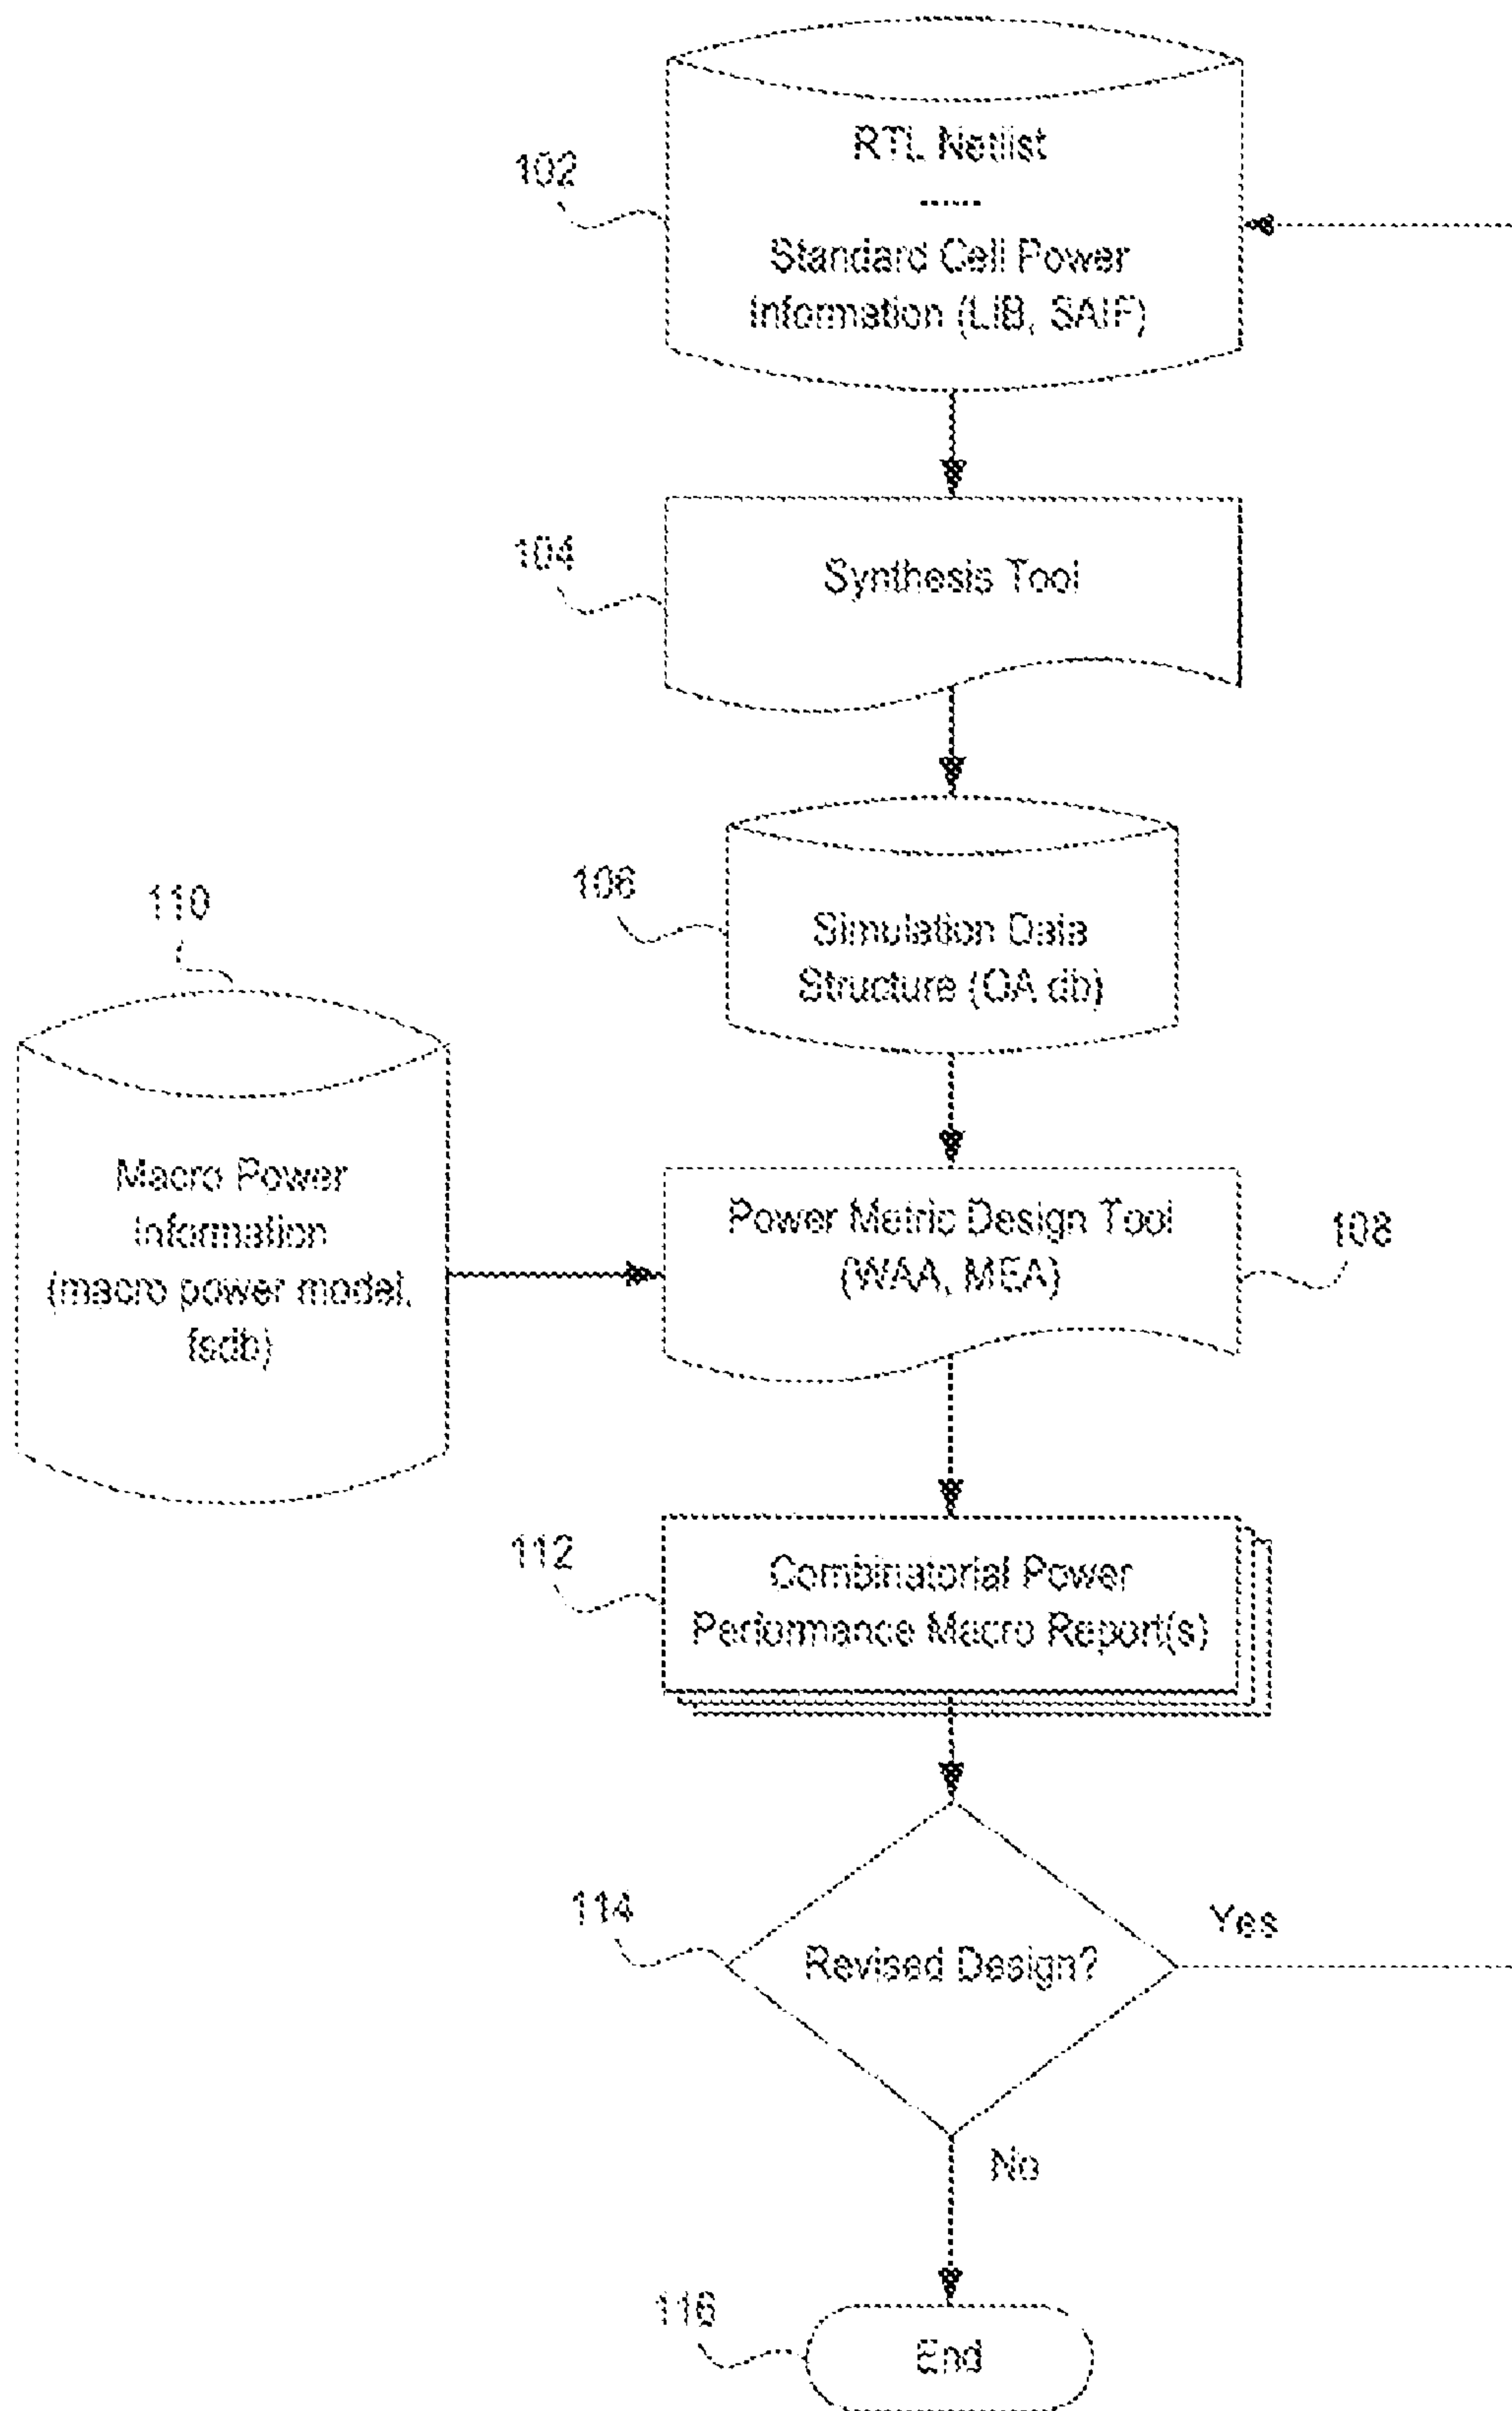 RTL Netlist
102
Standard Cell Power
Information (LIB, SAIF)
104
Synthesis Tool
106
Simulation Data
Structure (OA db)
110
Macro Power
Information
(macro power model,
fsdb)
Power Metric Design Tool
(WAA, MEA)
108
112
Combinatorial Power
Performance Macro Report(s)
114
Revised Design?
Yes
No
116
End